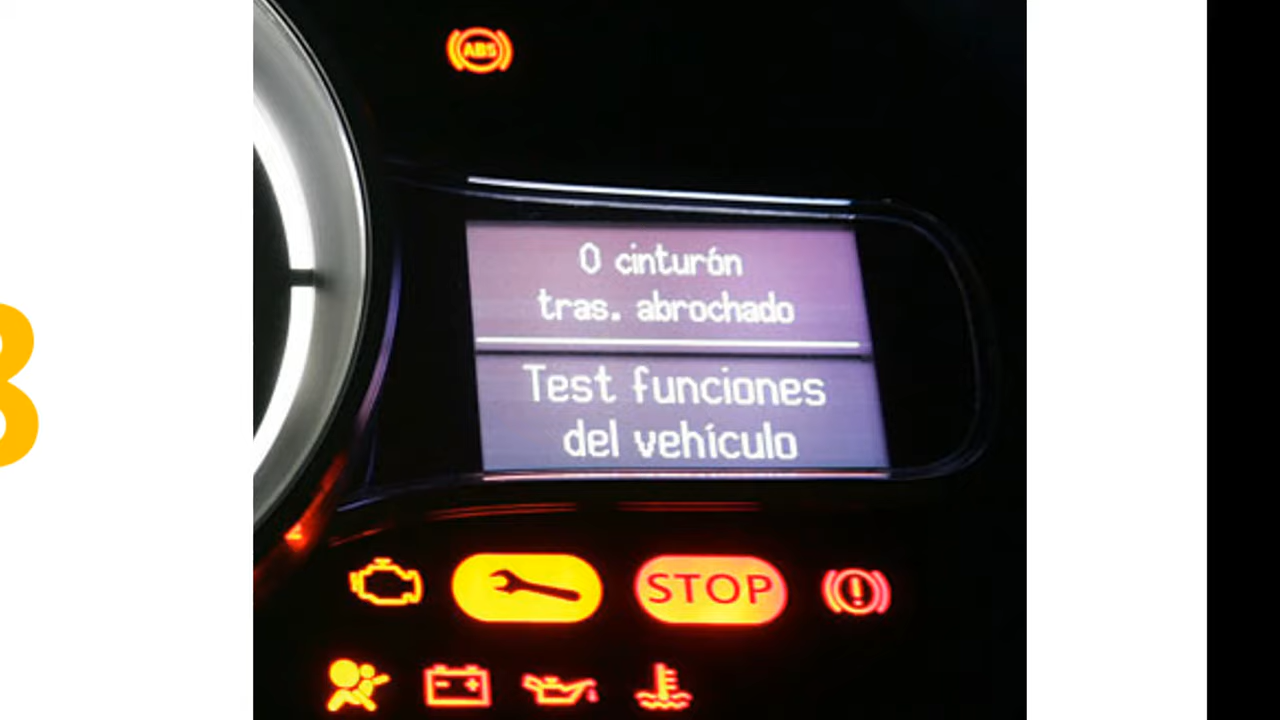 ABS
0 cinturón
tras. abrochado
Test funciones
del vehículo
STOP